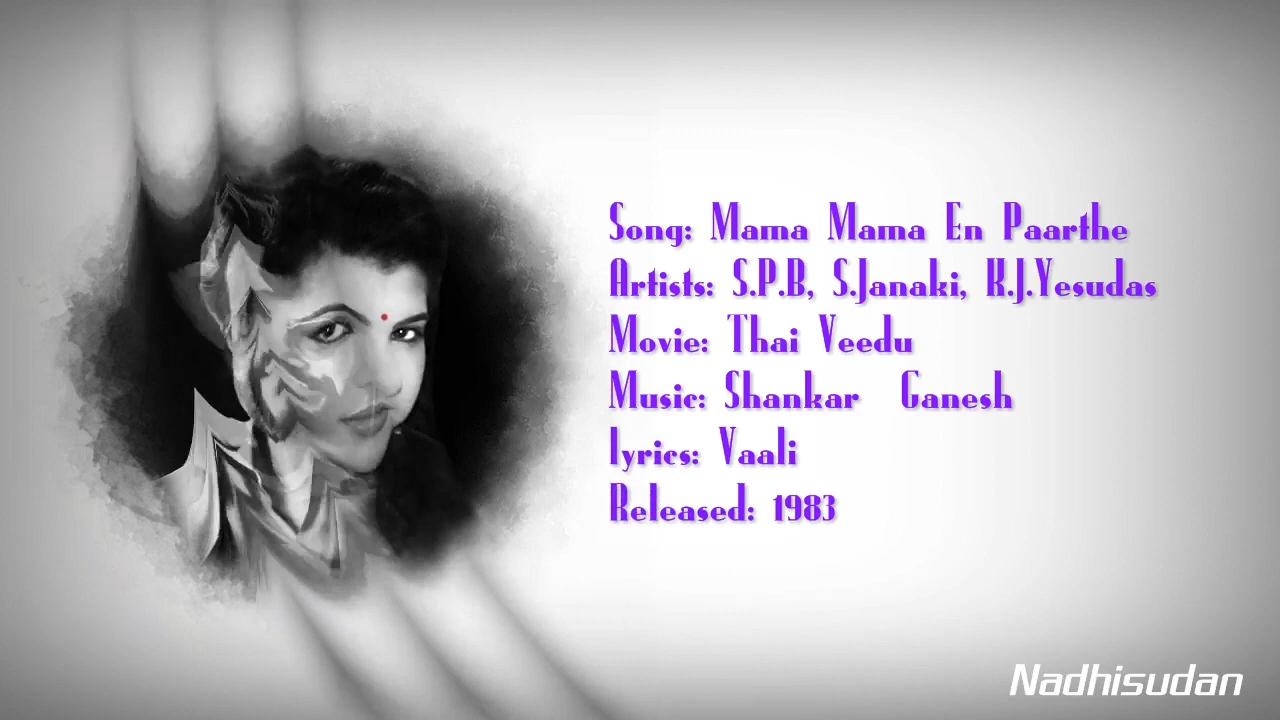 Song: Mama Mama En Paarthe
Artists: S.P.B, S.Janaki, K.J.Yesudas
Movie: Thai Veedu
Music: Shankar Ganesh
lyrics: Vaali
Released: 1983
Nadhisudan